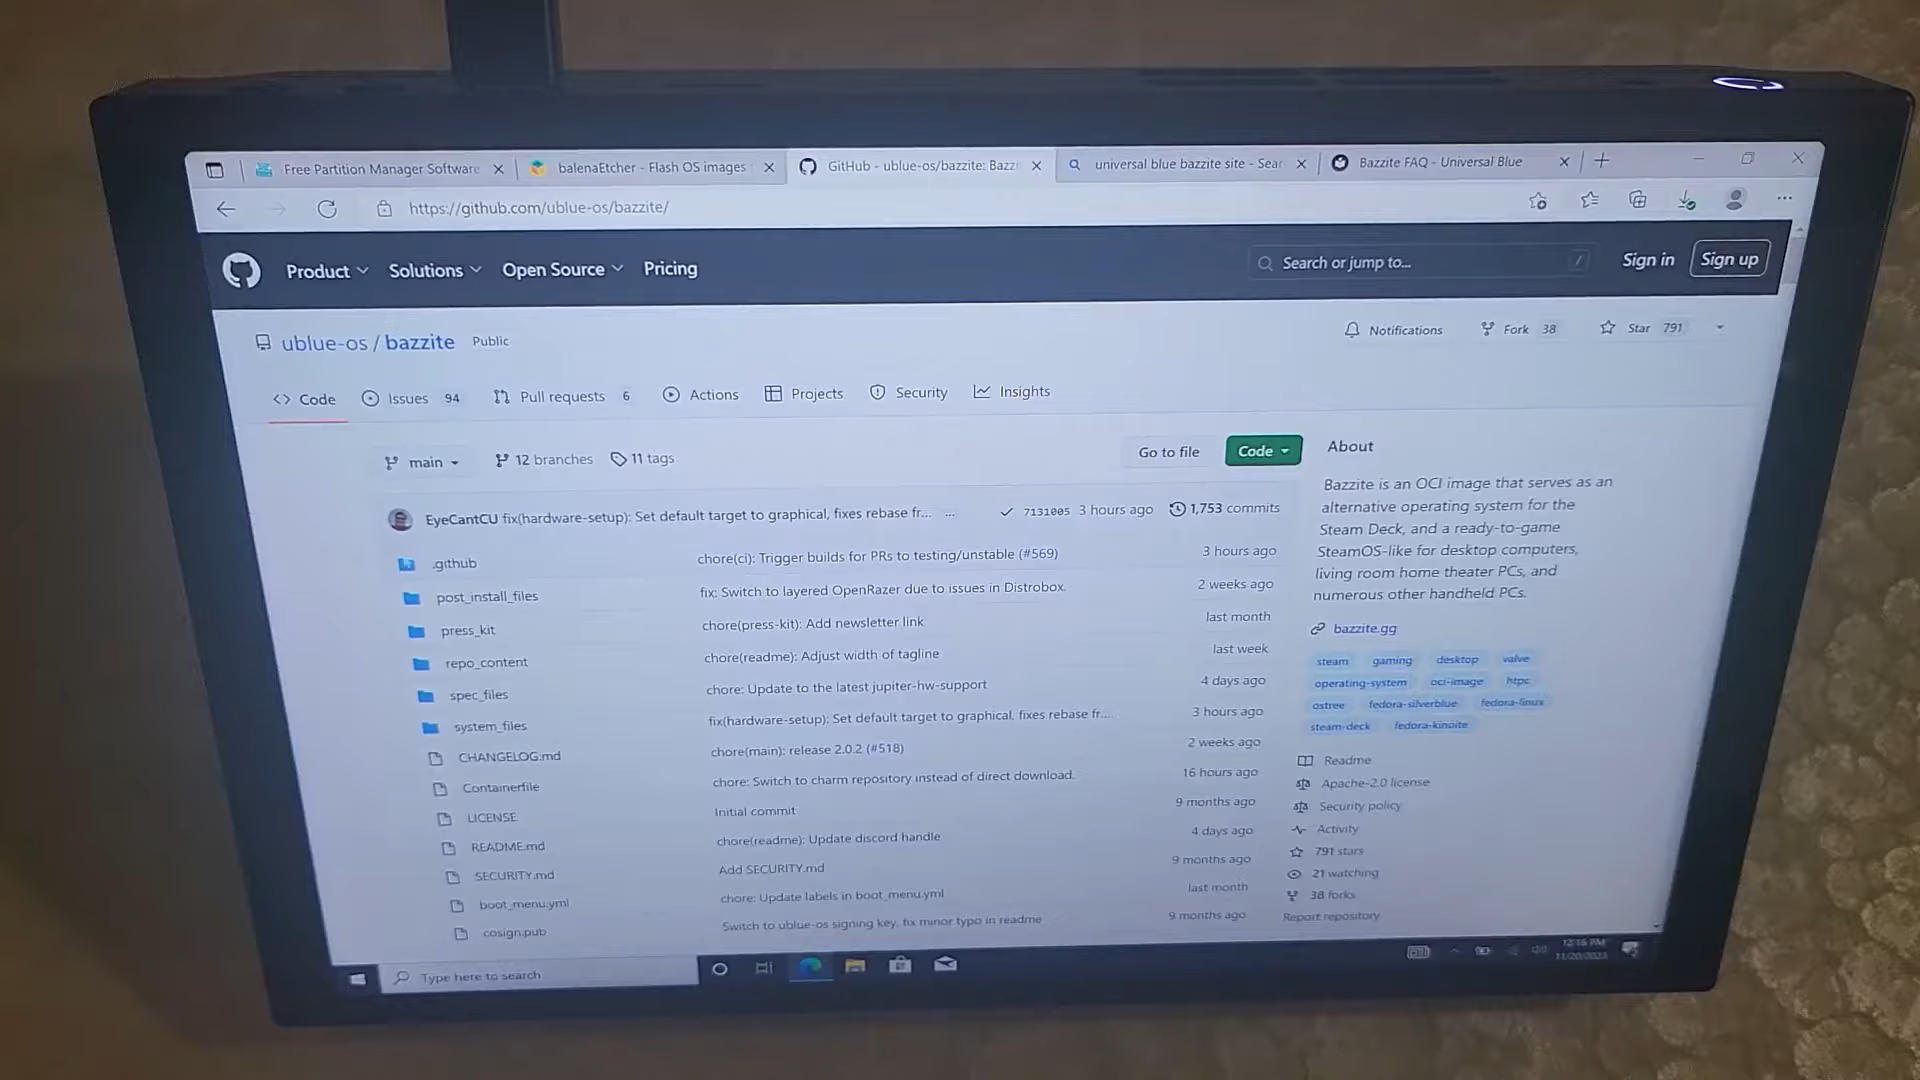 Free Partition Manager Software
balenaEtcher - Flash OS images
GitHub - ublue-os/bazzite: Bazzi
universal blue bazzite site - Sear
Bazzite FAQ - Universal Blue
https://github.com/ublue-os/bazzite/
Product Solutions Open Source Pricing
Search or jump to... /
Sign in Sign up
ublue-os / bazzite Public
Notifications Fork 38 Star 791
Code Issues 94 Pull requests 6 Actions Projects Security Insights
main 12 branches 11 tags
Go to file Code
EyeCantCU fix(hardware-setup): Set default target to graphical, fixes rebase fr... ... 7131005 3 hours ago 1,753 commits
.github chore(ci): Trigger builds for PRs to testing/unstable (#569) 3 hours ago
post_install_files fix: Switch to layered OpenRazer due to issues in Distrobox. 2 weeks ago
press_kit chore(press-kit): Add newsletter link last month
repo_content chore(readme): Adjust width of tagline last week
spec_files chore: Update to the latest jupiter-hw-support 4 days ago
system_files fix(hardware-setup): Set default target to graphical, fixes rebase fr... 3 hours ago
CHANGELOG.md chore(main): release 2.0.2 (#518) 2 weeks ago
Containerfile chore: Switch to charm repository instead of direct download. 16 hours ago
LICENSE Initial commit 9 months ago
README.md chore(readme): Update discord handle 4 days ago
SECURITY.md Add SECURITY.md 9 months ago
boot_menu.yml chore: Update labels in boot_menu.yml last month
cosign.pub Switch to ublue-os signing key, fix minor typo in readme 9 months ago
About
Bazzite is an OCI image that serves as an
alternative operating system for the
Steam Deck, and a ready-to-game
SteamOS-like for desktop computers,
living room home theater PCs, and
numerous other handheld PCs.
bazzite.gg
steam gaming desktop valve
operating-system oci-image htpc
ostree fedora-silverblue fedora-linux
steam-deck fedora-kinoite
Readme
Apache-2.0 license
Security policy
Activity
791 stars
21 watching
38 forks
Report repository
Type here to search
12:16 PM
11/20/2023